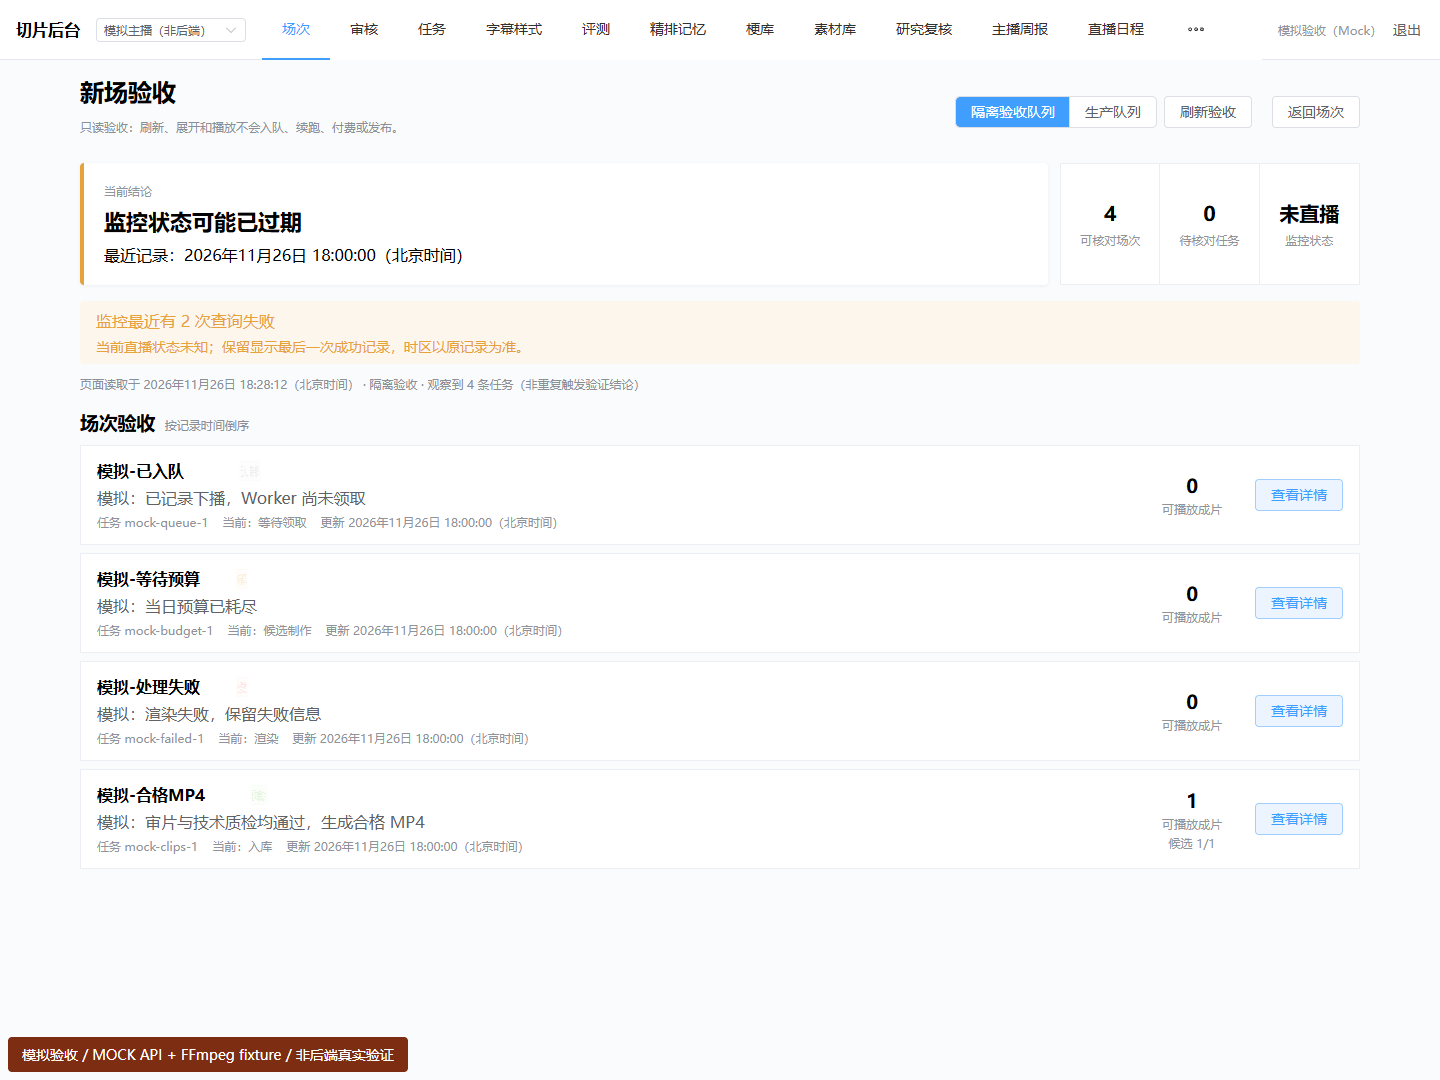 切片后台
模拟主播（非后端）
场次
审核
任务
字幕样式
评测
精排记忆
梗库
素材库
研究复核
主播周报
直播日程
模拟验收（Mock）
退出
新场验收
只读验收：刷新、展开和播放不会入队、续跑、付费或发布。
隔离验收队列
生产队列
刷新验收
返回场次
当前结论
监控状态可能已过期
最近记录：2026年11月26日 18:00:00（北京时间）
4
可核对场次
0
待核对任务
未直播
监控状态
监控最近有 2 次查询失败
当前直播状态未知；保留显示最后一次成功记录，时区以原记录为准。
页面读取于 2026年11月26日 18:28:12（北京时间） · 隔离验收 · 观察到 4 条任务（非重复触发验证结论）
场次验收 按记录时间倒序
模拟-已入队
模拟：已记录下播，Worker 尚未领取
任务 mock-queue-1 当前：等待领取 更新 2026年11月26日 18:00:00（北京时间）
0
可播放成片
查看详情
模拟-等待预算
模拟：当日预算已耗尽
任务 mock-budget-1 当前：候选制作 更新 2026年11月26日 18:00:00（北京时间）
0
可播放成片
查看详情
模拟-处理失败
模拟：渲染失败，保留失败信息
任务 mock-failed-1 当前：渲染 更新 2026年11月26日 18:00:00（北京时间）
0
可播放成片
查看详情
模拟-合格MP4
模拟：审片与技术质检均通过，生成合格 MP4
任务 mock-clips-1 当前：入库 更新 2026年11月26日 18:00:00（北京时间）
1
可播放成片
候选 1/1
查看详情
模拟验收 / MOCK API + FFmpeg fixture / 非后端真实验证